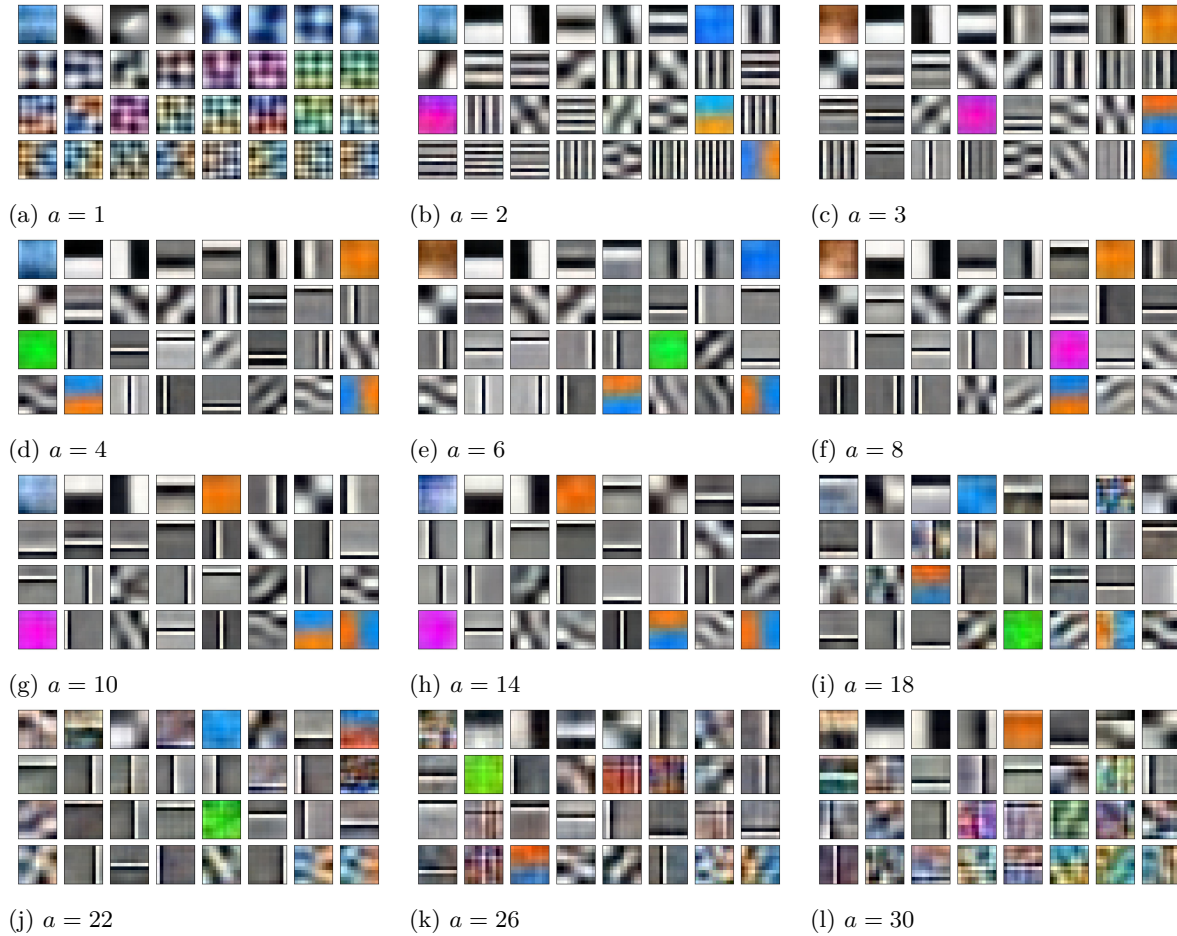 (a) a = 1
(b) a = 2
(c) a = 3
(d) a = 4
(e) a = 6
(f) a = 8
(g) a = 10
(h) a = 14
(i) a = 18
(j) a = 22
(k) a = 26
(l) a = 30